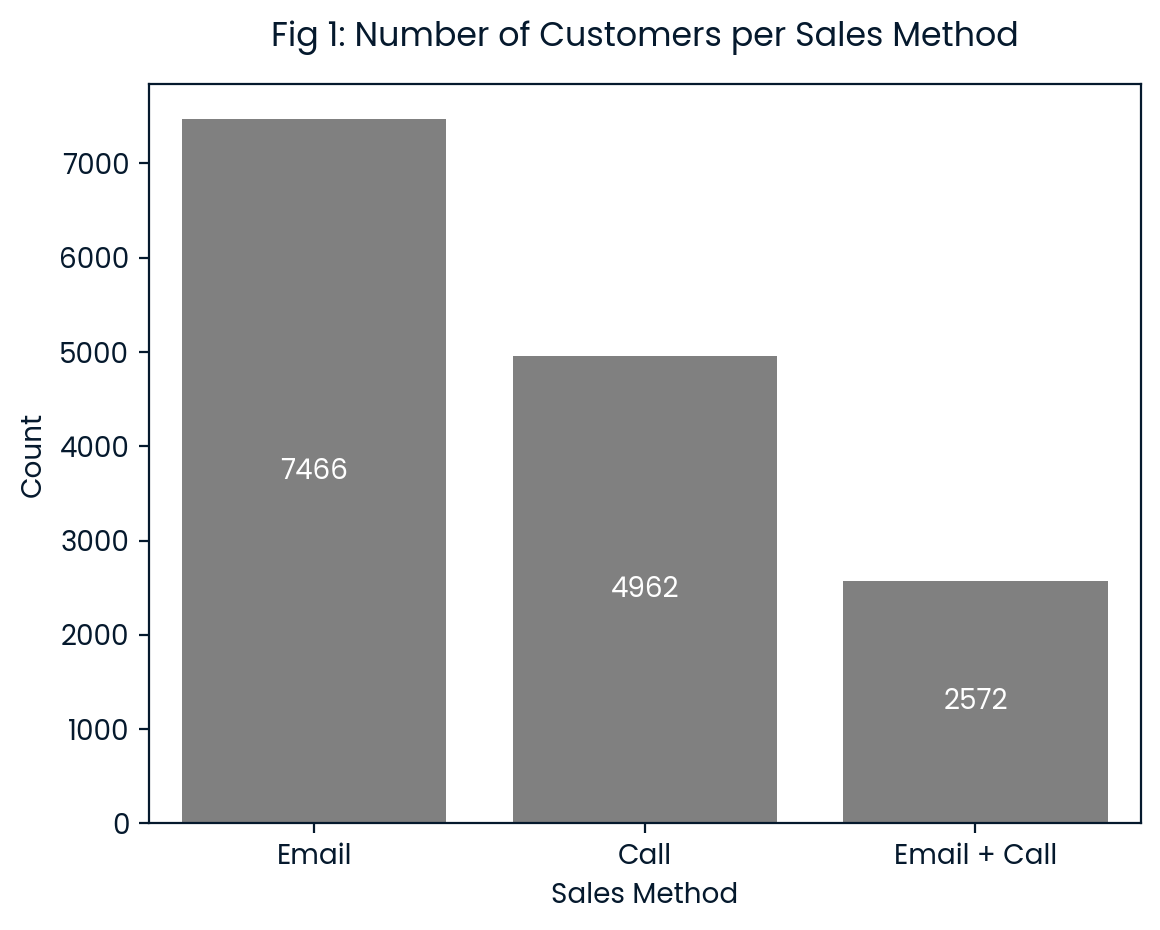 Fig 1: Number of Customers per Sales Method
7000
6000
5000
4000
3000
2000
1000
0
Count
7466
4962
2572
Email
Call
Email + Call
Sales Method